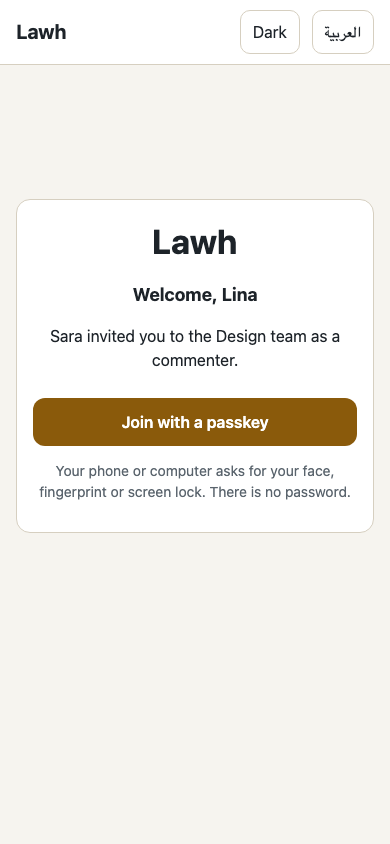 Lawh
Dark
العربية
Lawh
Welcome, Lina
Sara invited you to the Design team as a
commenter.
Join with a passkey
Your phone or computer asks for your face,
fingerprint or screen lock. There is no password.